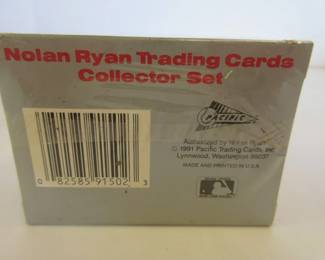 Nolan Ryan Trading Cards
Collector Set
PACIFIC
Authorized by Nolan Ryan
© 1991 Pacific Trading Cards, Inc.
Lynnwood, Washington 98037
MADE AND PRINTED IN U.S.A.
0 82585 91502 3